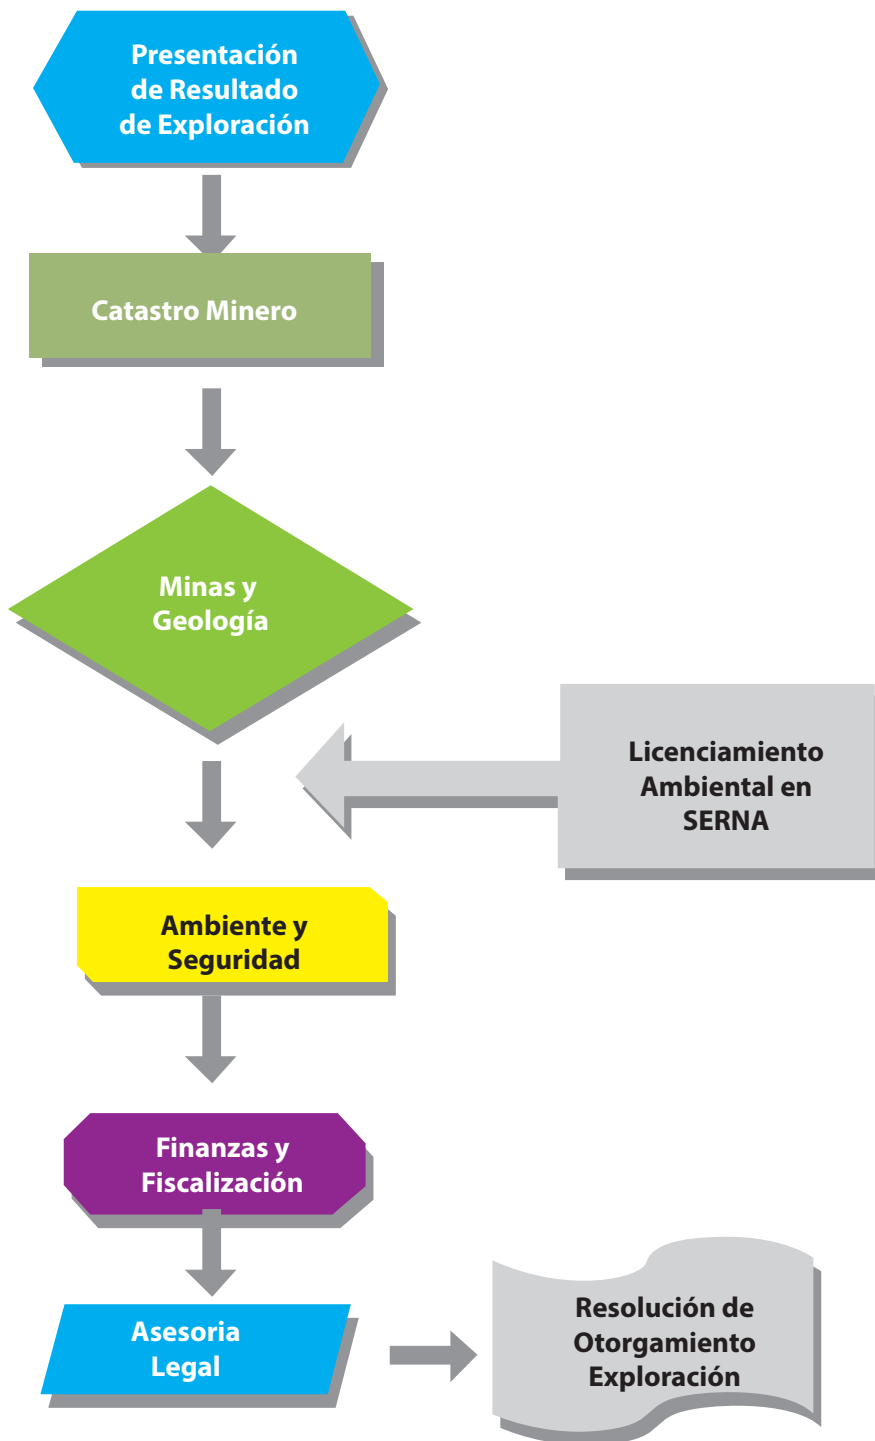 Presentación
de Resultado
de Exploración
Catastro Minero
Minas y
Geología
Licenciamiento
Ambiental en
SERNA
Ambiente y
Seguridad
Finanzas y
Fiscalización
Asesoria
Legal
Resolución de
Otorgamiento
Exploración